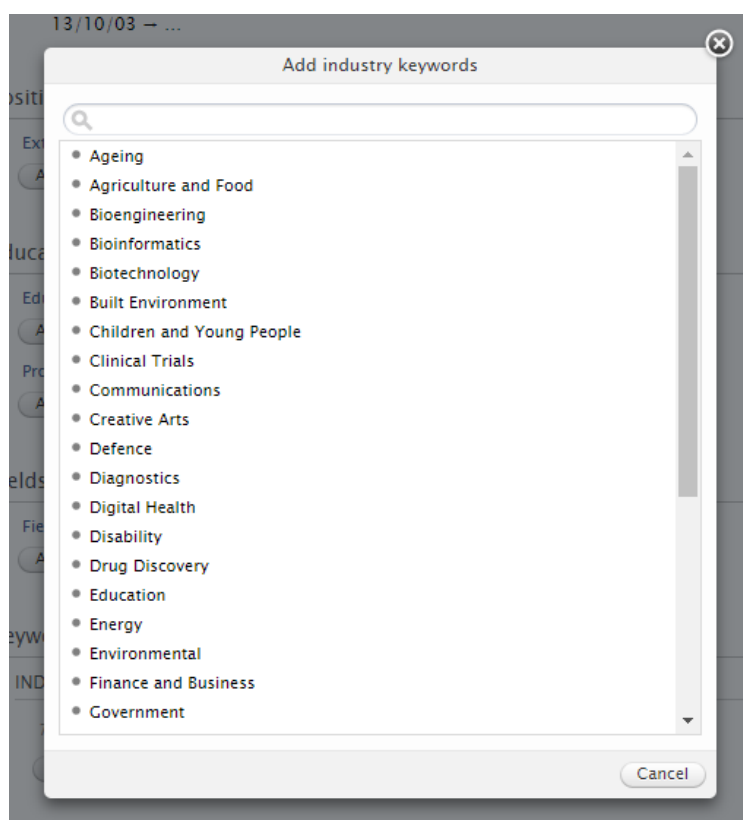 13/10/03 → ...
Add industry keywords
Ageing
Agriculture and Food
Bioengineering
Bioinformatics
Biotechnology
Built Environment
Children and Young People
Clinical Trials
Communications
Creative Arts
Defence
Diagnostics
Digital Health
Disability
Drug Discovery
Education
Energy
Environmental
Finance and Business
Government
Cancel